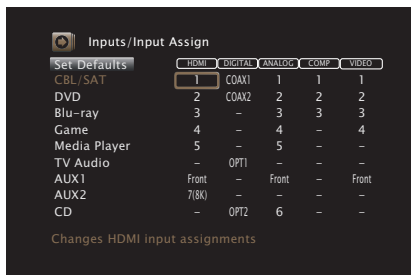 Inputs/Input Assign
Set Defaults HDMI DIGITAL ANALOG COMP VIDEO
CBL/SAT 1 COAX1 1 1 1
DVD 2 COAX2 2 2 2
Blu-ray 3 – 3 3 3
Game 4 – 4 – 4
Media Player 5 – 5 – –
TV Audio – OPT1 – – –
AUX1 Front – Front – Front
AUX2 7(8K) – – – –
CD – OPT2 6 – –
Changes HDMI input assignments